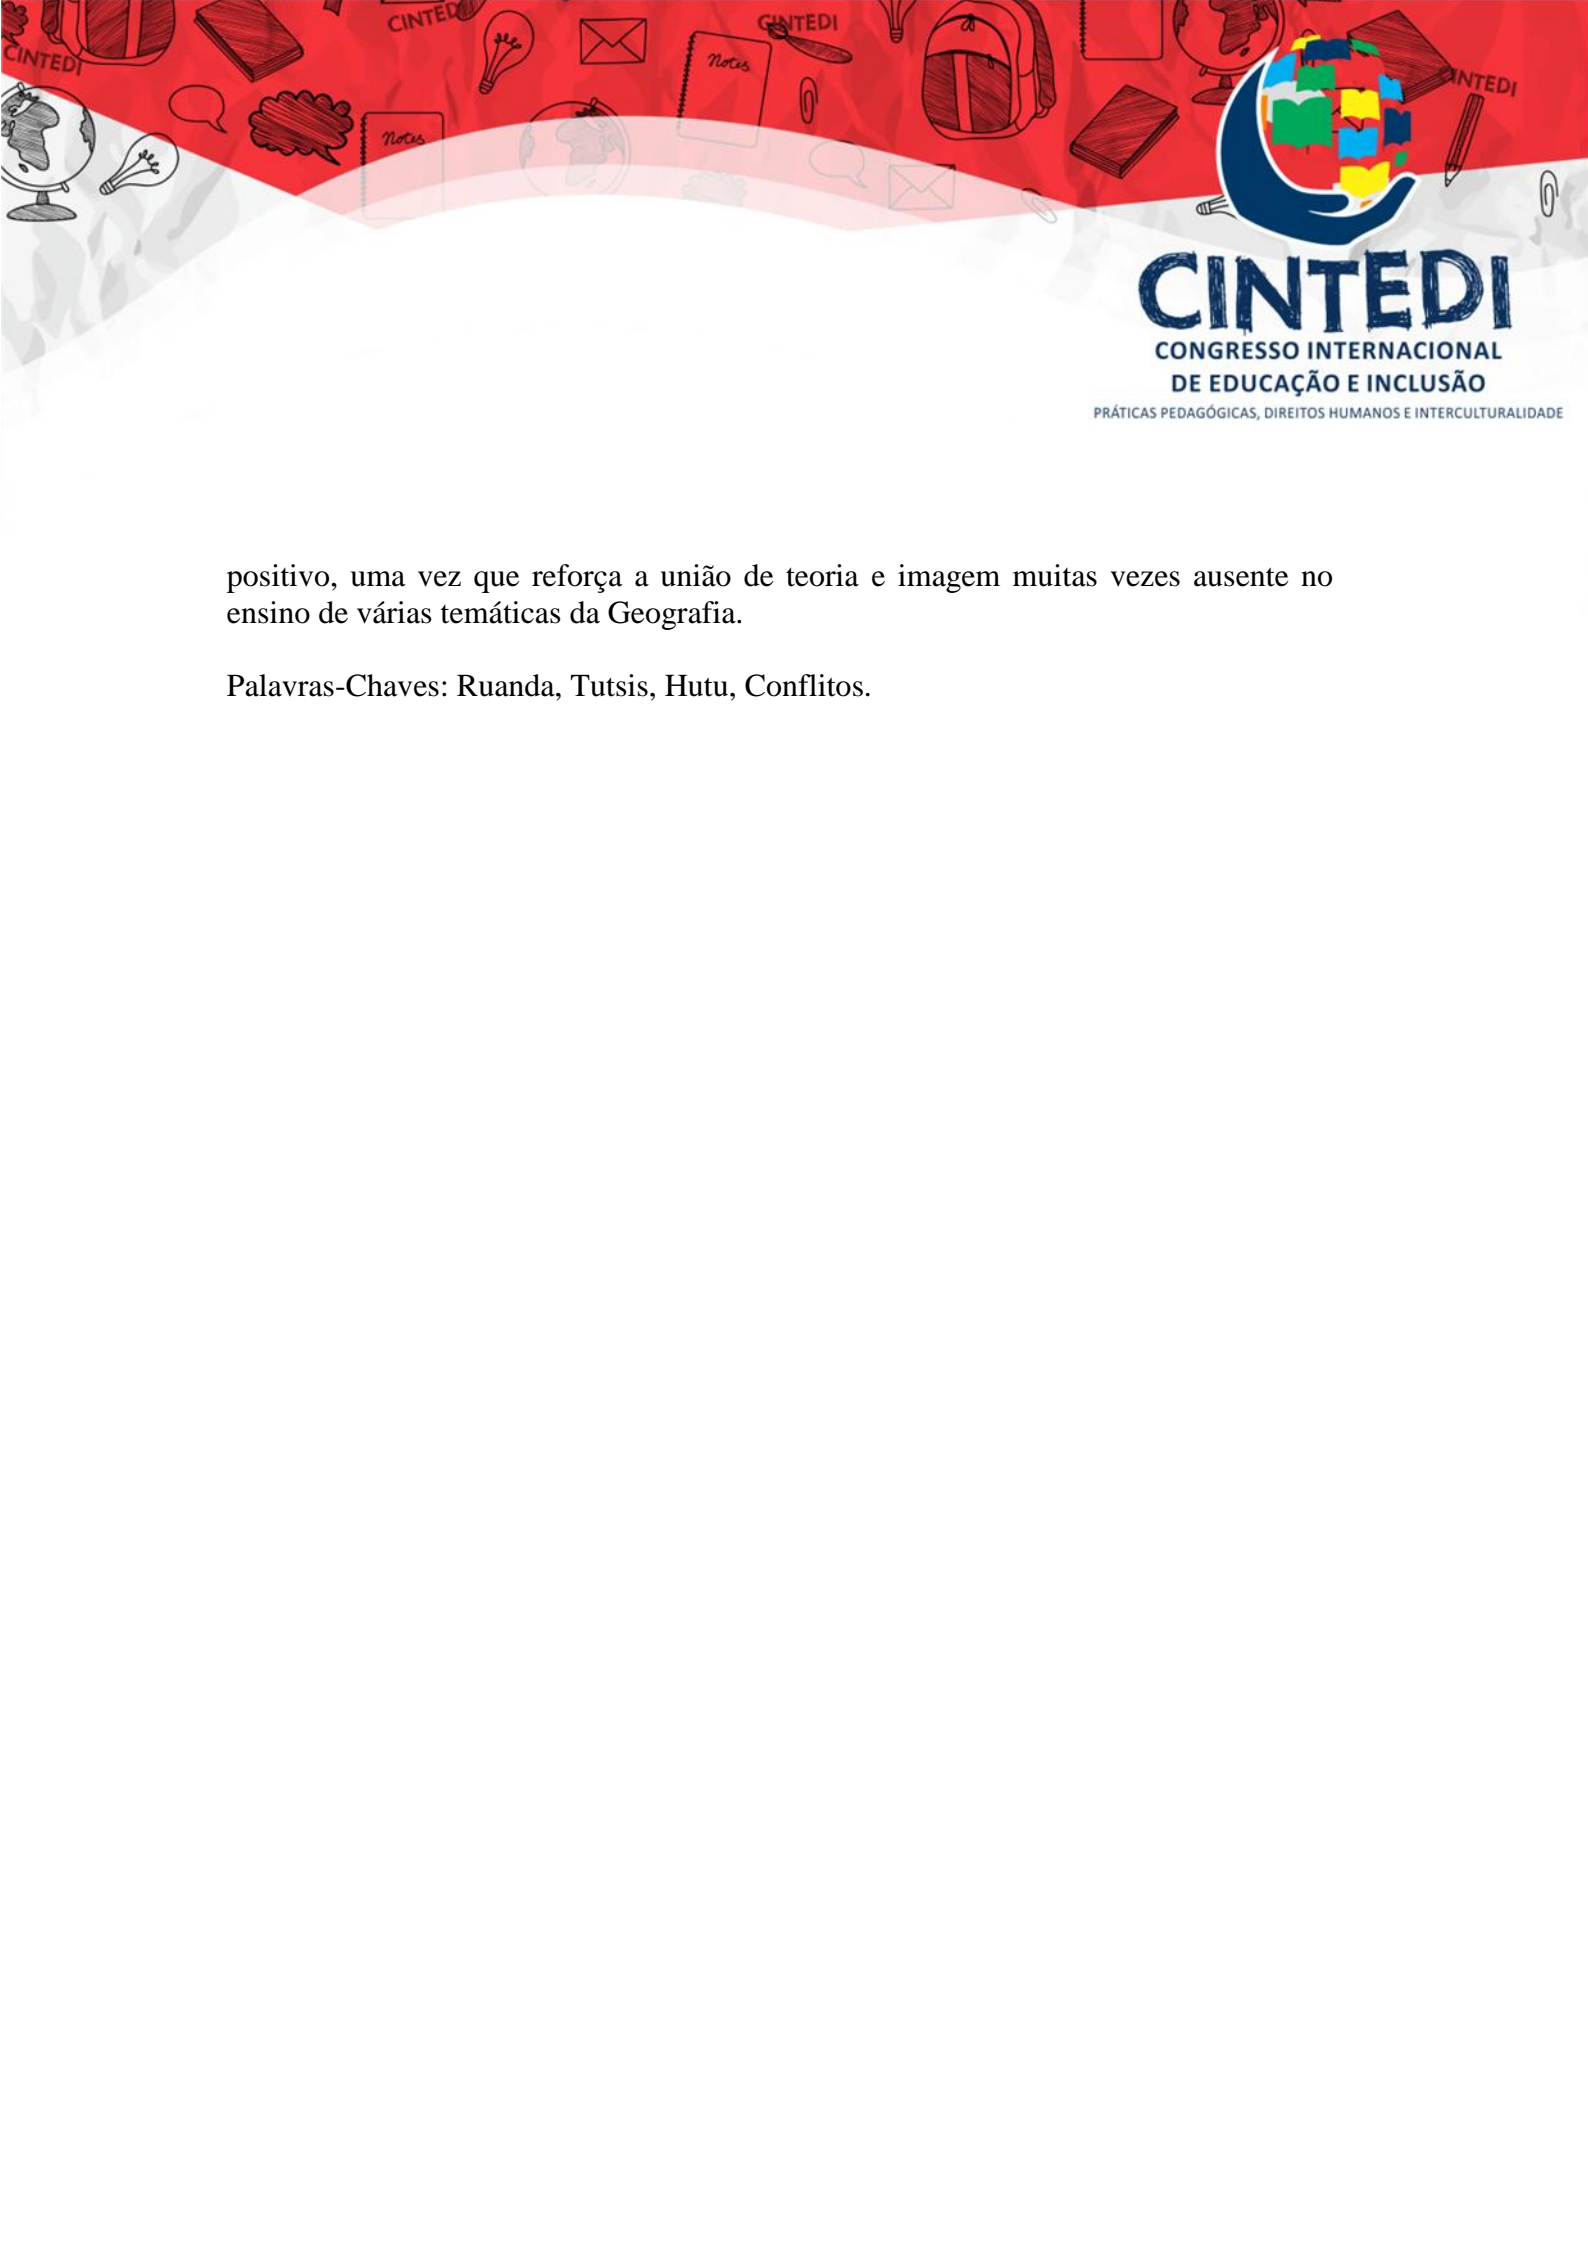 CINTEDI
CINTEDI
CINTEDI
Notes
Notes
INTEDI
CINTEDI
CONGRESSO INTERNACIONAL
DE EDUCAÇÃO E INCLUSÃO
PRÁTICAS PEDAGÓGICAS, DIREITOS HUMANOS E INTERCULTURALIDADE
positivo, uma vez que reforça a união de teoria e imagem muitas vezes ausente no
ensino de várias temáticas da Geografia.
Palavras-Chaves: Ruanda, Tutsis, Hutu, Conflitos.